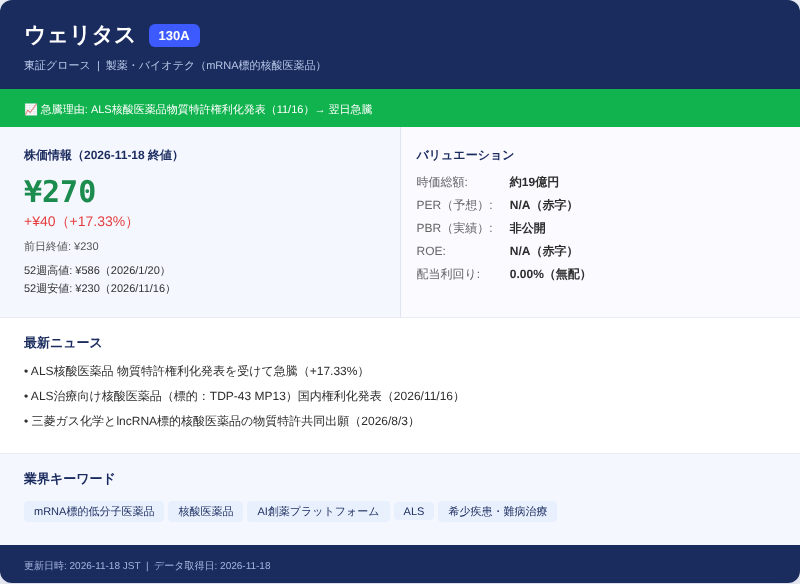 ウェリタス 130A
東証グロース | 製薬・バイオテク（mRNA標的核酸医薬品）
📈 急騰理由: ALS核酸医薬品物質特許権利化発表（11/16）→ 翌日急騰
株価情報（2026-11-18 終値）
¥270
+¥40（+17.33%）
前日終値: ¥230
52週高値: ¥586（2026/1/20）
52週安値: ¥230（2026/11/16）
バリュエーション
時価総額: 約19億円
PER（予想）: N/A（赤字）
PBR（実績）: 非公開
ROE: N/A（赤字）
配当利回り: 0.00%（無配）
最新ニュース
• ALS核酸医薬品 物質特許権利化発表を受けて急騰（+17.33%）
• ALS治療向け核酸医薬品（標的：TDP-43 MP13）国内権利化発表（2026/11/16）
• 三菱ガス化学とlncRNA標的核酸医薬品の物質特許共同出願（2026/8/3）
業界キーワード
mRNA標的低分子医薬品 核酸医薬品 AI創薬プラットフォーム ALS 希少疾患・難病治療
更新日時: 2026-11-18 JST | データ取得日: 2026-11-18